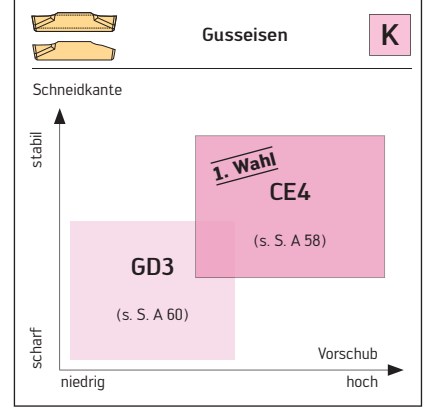 Gusseisen
K
Schneidkante
stabil
1. Wahl
CE4
(s. S. A 58)
GD3
(s. S. A 60)
scharf
Vorschub
niedrig
hoch